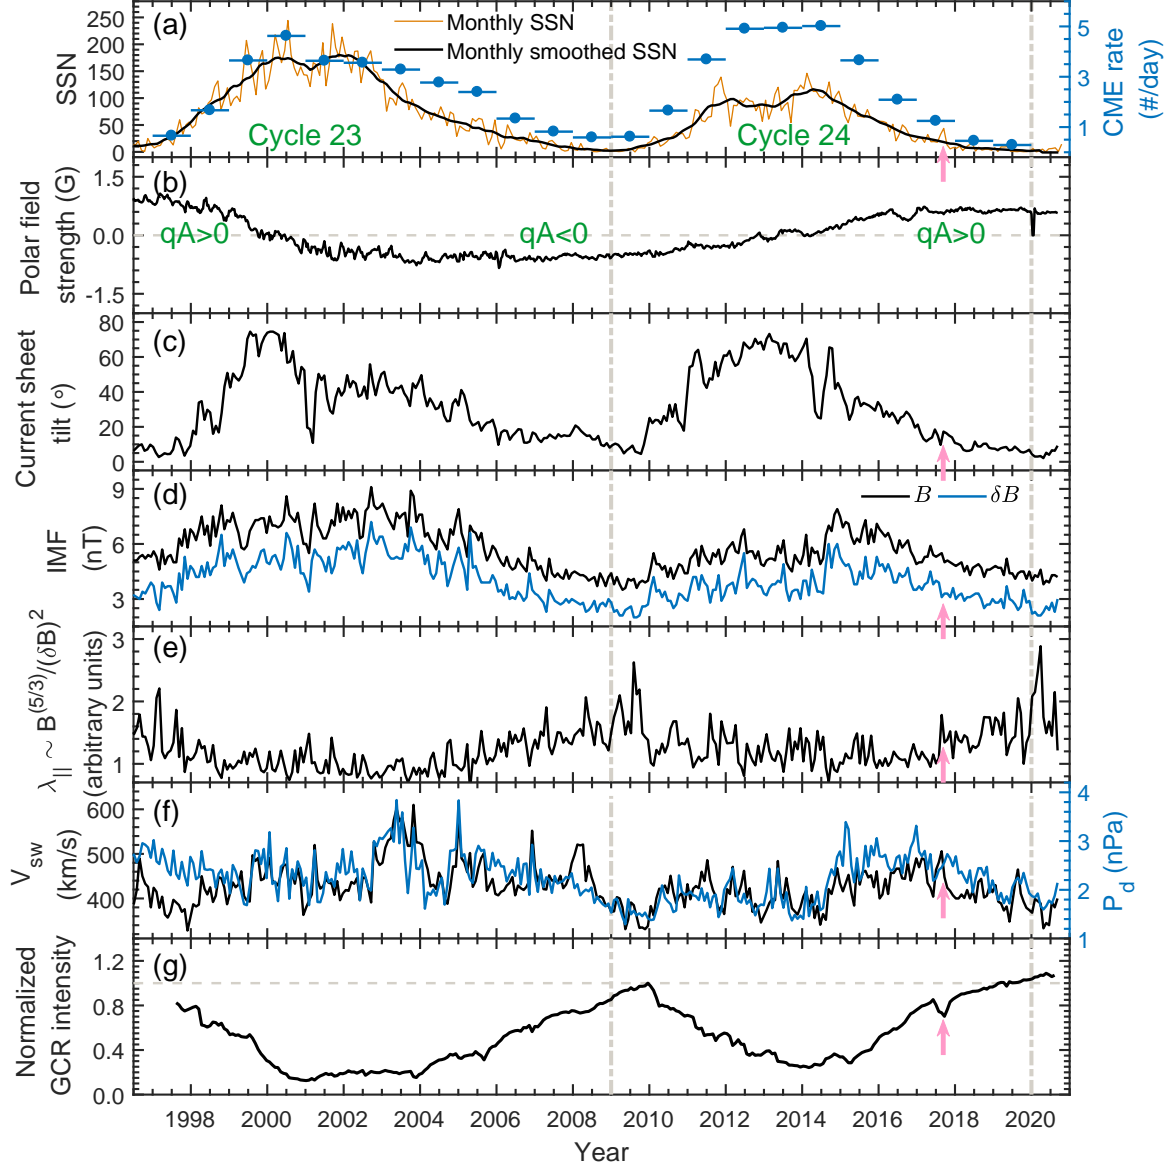 (a)
Monthly SSN
Monthly smoothed SSN
Cycle 23
Cycle 24
SSN
250
200
150
100
50
0
CME rate
(#/day)
5
3
1
(b)
qA>0
qA<0
qA>0
Polar field
strength (G)
1.5
0.0
-1.5
(c)
Current sheet
tilt (°)
80
60
40
20
0
(d)
B
δB
IMF
(nT)
9
6
3
(e)
λ|| ∼ B(5/3)/(δB)2
(arbitrary units)
3
2
1
(f)
Vsw
(km/s)
600
500
400
Pd (nPa)
4
3
2
1
(g)
Normalized
GCR intensity
1.2
0.8
0.4
0.0
1998 2000 2002 2004 2006 2008 2010 2012 2014 2016 2018 2020
Year